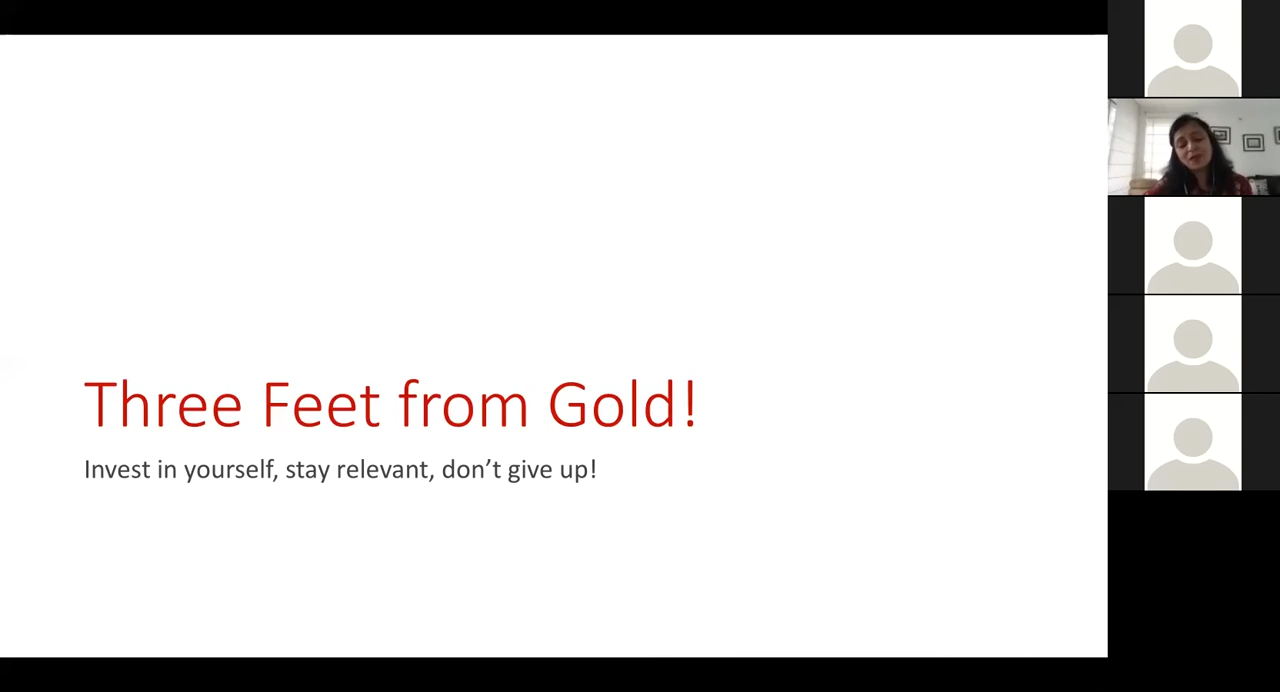 Three Feet from Gold!
Invest in yourself, stay relevant, don’t give up!